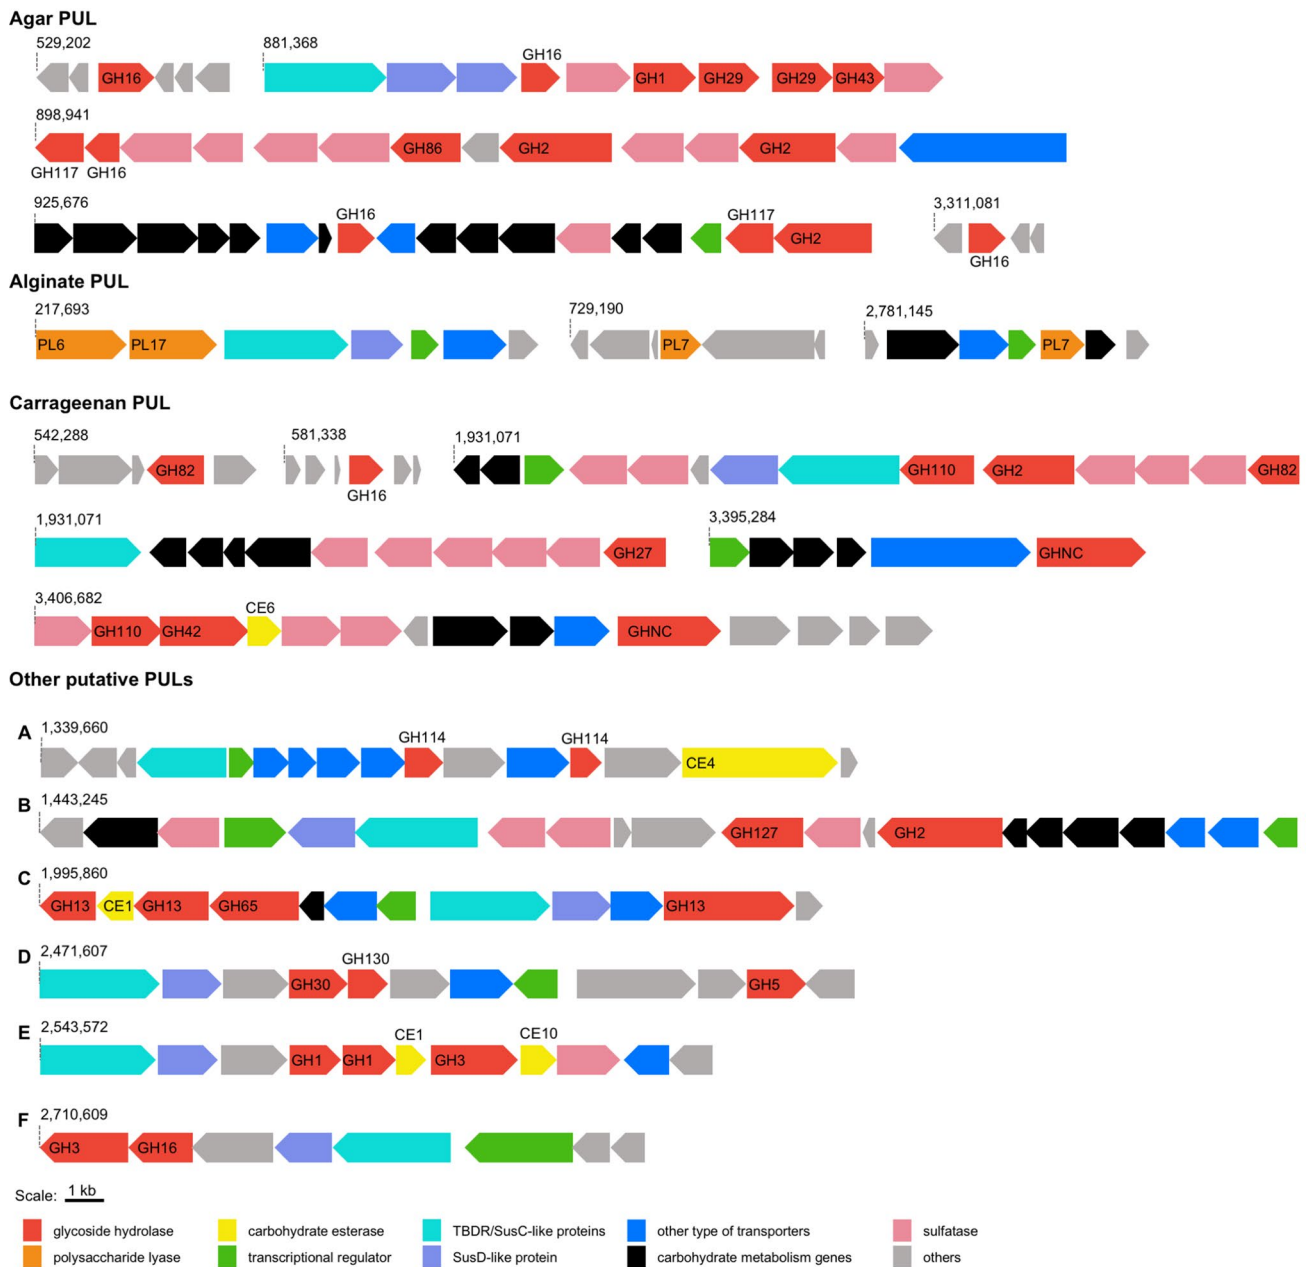 Agar PUL
529,202 881,368
GH16
GH16 GH1 GH29 GH29 GH43
898,941
GH86 GH2 GH2
GH117 GH16
925,676 3,311,081
GH16 GH117
GH2
GH16
Alginate PUL
217,693 729,190 2,781,145
PL6 PL17 PL7 PL7
Carrageenan PUL
542,288 581,338 1,931,071
GH82 GH110 GH2 GH82
GH16
1,931,071 3,395,284
GH27 GHNC
3,406,682
CE6
GH110 GH42 GHNC
Other putative PULs
A 1,339,660
GH114 GH114
CE4
B 1,443,245
GH127 GH2
C 1,995,860
GH13 CE1 GH13 GH65 GH13
D 2,471,607
GH130
GH30 GH5
E 2,543,572
CE1 CE10
GH1 GH1 GH3
F 2,710,609
GH3 GH16
Scale: 1 kb
glycoside hydrolase carbohydrate esterase TBDR/SusC-like proteins other type of transporters sulfatase
polysaccharide lyase transcriptional regulator SusD-like protein carbohydrate metabolism genes others